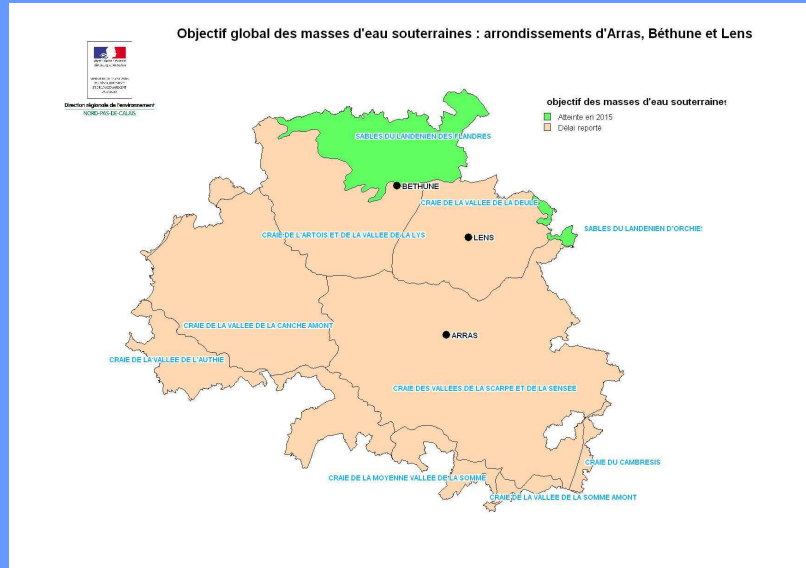 Objectif global des masses d'eau souterraines : arrondissements d'Arras, Béthune et Lens
Direction régionale de l'environnement
NORD-PAS-DE-CALAIS
objectif des masses d'eau souterraines
Atteinte en 2015
Délai reporté
SABLES DU LANDENIEN DES FLANDRES
BETHUNE
CRAIE DE LA VALLEE DE LA DEULE
SABLES DU LANDENIEN D'ORCHIES
CRAIE DE L'ARTOIS ET DE LA VALLEE DE LA LYS
LENS
CRAIE DE LA VALLEE DE LA CANCHE AMONT
ARRAS
CRAIE DE LA VALLEE DE L'AUTHIE
CRAIE DES VALLEES DE LA SCARPE ET DE LA SENSEE
CRAIE DU CAMBRESIS
CRAIE DE LA MOYENNE VALLEE DE LA SOMME
CRAIE DE LA VALLEE DE LA SOMME AMONT